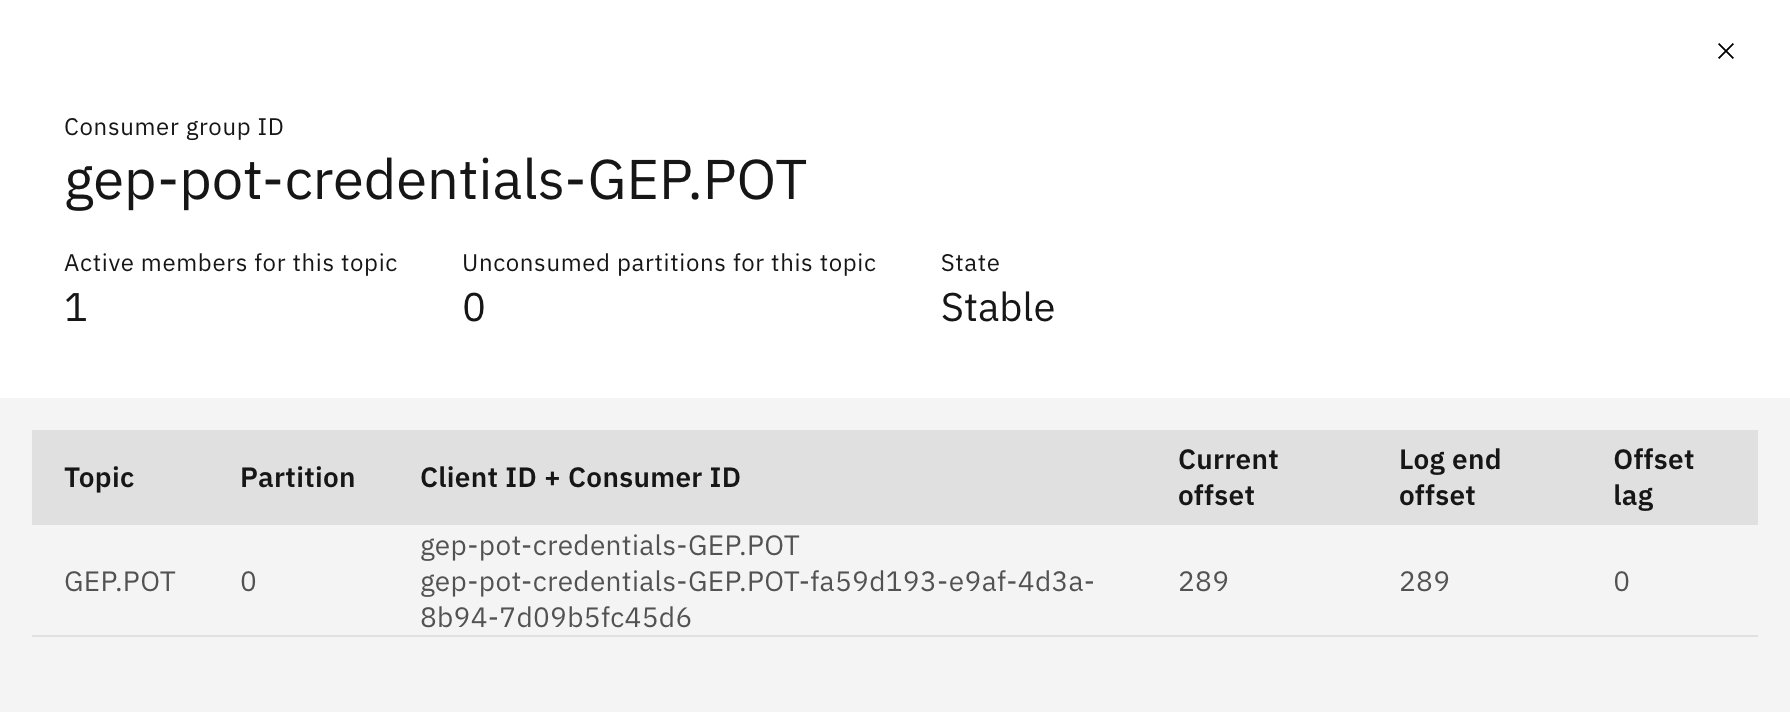 Consumer group ID
gep-pot-credentials-GEP.POT
Active members for this topic Unconsumed partitions for this topic State
1 0 Stable
Topic Partition Client ID + Consumer ID Current offset Log end offset Offset lag
gep-pot-credentials-GEP.POT
GEP.POT 0 gep-pot-credentials-GEP.POT-fa59d193-e9af-4d3a- 289 289 0
8b94-7d09b5fc45d6